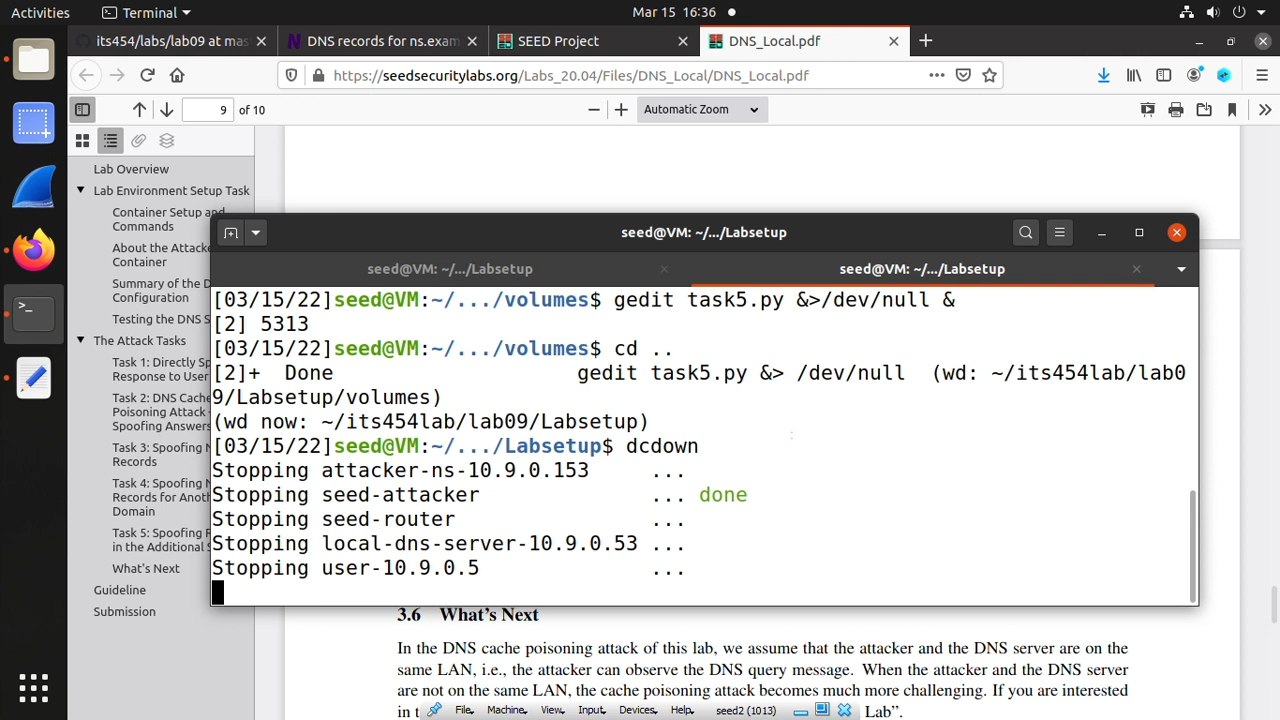 Activities
Terminal
Mar 15 16:36
its454/labs/lab09 at mas
DNS records for ns.exam
SEED Project
DNS_Local.pdf
https://seedsecuritylabs.org/Labs_20.04/Files/DNS_Local/DNS_Local.pdf
9
of 10
Automatic Zoom
Lab Overview
Lab Environment Setup Task
Container Setup and
Commands
About the Attacke
Container
Summary of the D
Configuration
Testing the DNS S
The Attack Tasks
Task 1: Directly Sp
Response to User
Task 2: DNS Cache
Poisoning Attack
Spoofing Answers
Task 3: Spoofing N
Records
Task 4: Spoofing N
Records for Anot
Domain
Task 5: Spoofing R
in the Additional S
What's Next
Guideline
Submission
seed@VM: ~/.../Labsetup
seed@VM: ~/.../Labsetup
seed@VM: ~/.../Labsetup
[03/15/22]seed@VM:~/.../volumes$ gedit task5.py &>/dev/null &
[2] 5313
[03/15/22]seed@VM:~/.../volumes$ cd ..
[2]+  Done                    gedit task5.py &> /dev/null  (wd: ~/its454lab/lab0
9/Labsetup/volumes)
(wd now: ~/its454lab/lab09/Labsetup)
[03/15/22]seed@VM:~/.../Labsetup$ dcdown
Stopping attacker-ns-10.9.0.153     ...
Stopping seed-attacker              ... done
Stopping seed-router                ...
Stopping local-dns-server-10.9.0.53 ...
Stopping user-10.9.0.5              ...
3.6 What's Next
In the DNS cache poisoning attack of this lab, we assume that the attacker and the DNS server are on the
same LAN, i.e., the attacker can observe the DNS query message. When the attacker and the DNS server
are not on the same LAN, the cache poisoning attack becomes much more challenging. If you are interested
in t
Lab".
File
Machine
View
Input
Devices
Help
seed2 (1013)